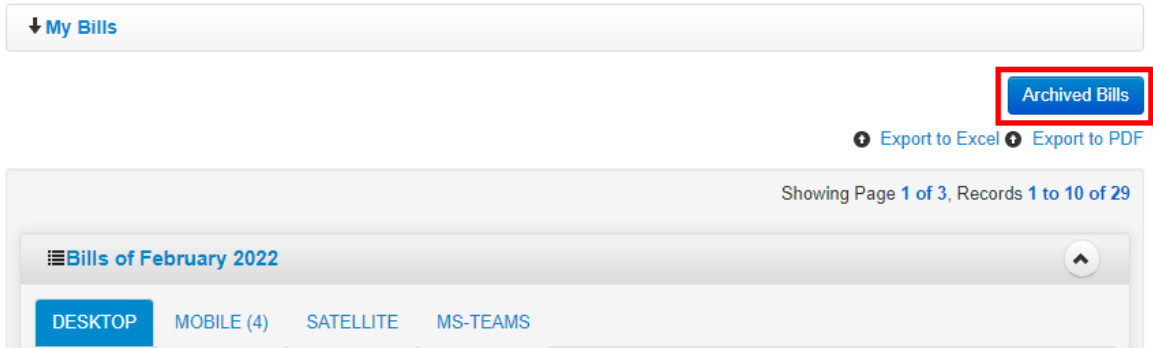 My Bills
Archived Bills
Export to Excel Export to PDF
Showing Page 1 of 3, Records 1 to 10 of 29
Bills of February 2022
DESKTOP MOBILE (4) SATELLITE MS-TEAMS